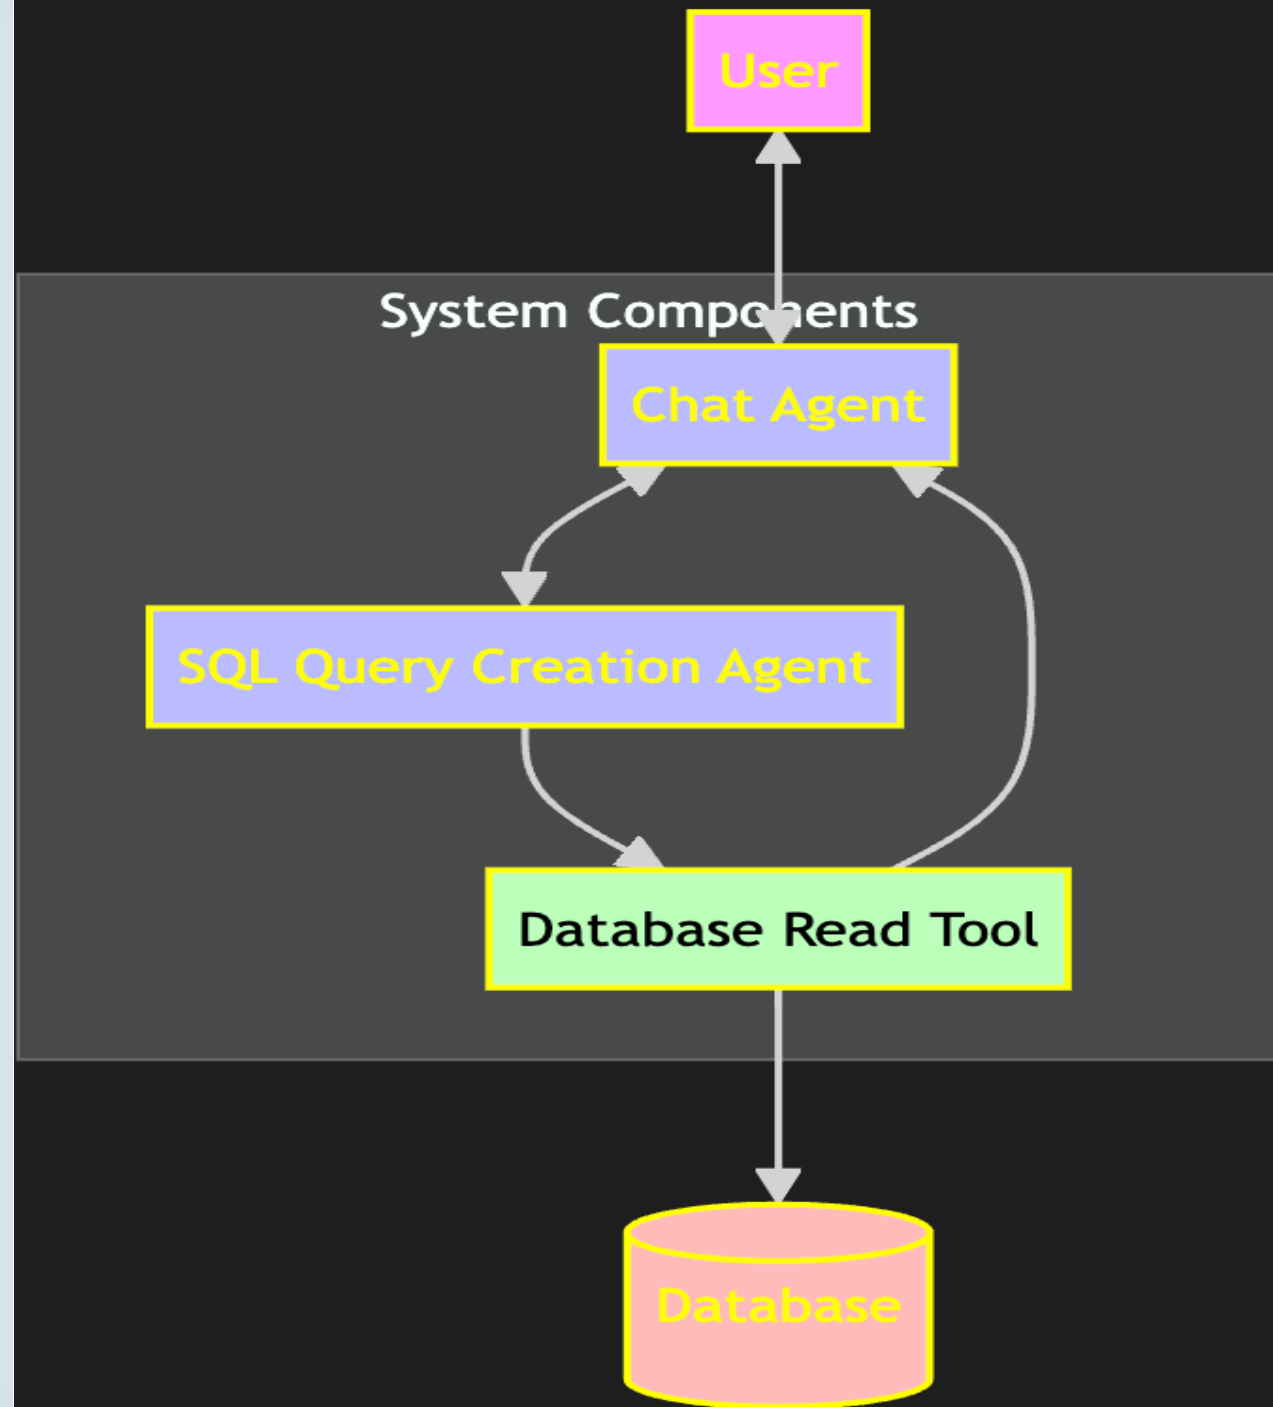 User
System Components
Chat Agent
SQL Query Creation Agent
Database Read Tool
Database